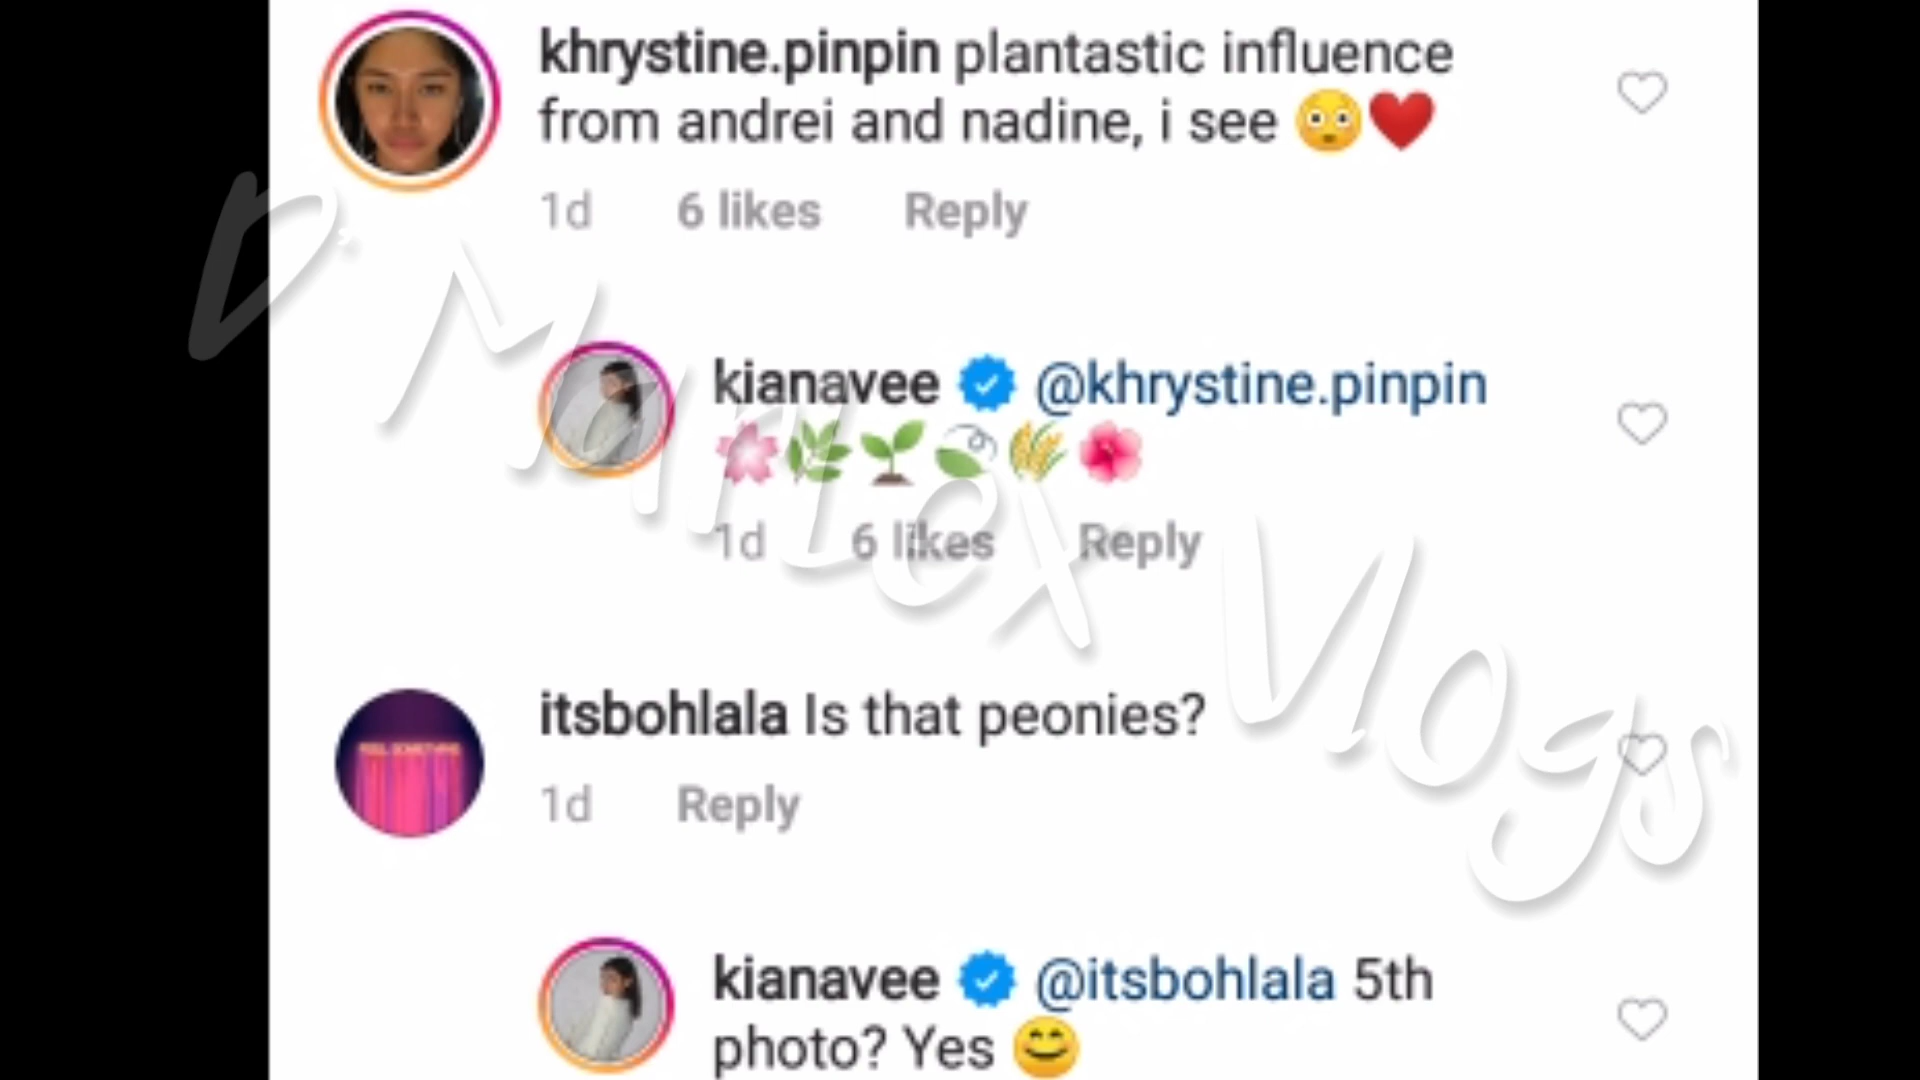 khrystine.pinpin plantastic influence
from andrei and nadine, i see 😳❤️
1d 6 likes Reply
kianavee @khrystine.pinpin
🌸🌿🌱🍃🌾🌺
1d 6 likes Reply
D' Marlex Vlogs
itsbohlala Is that peonies?
1d Reply
kianavee @itsbohlala 5th
photo? Yes 😊